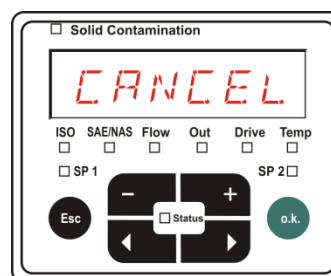 Solid Contamination
CANCEL
ISO SAE/NAS Flow Out Drive Temp
SP 1 SP 2
- +
Esc Status o.k.